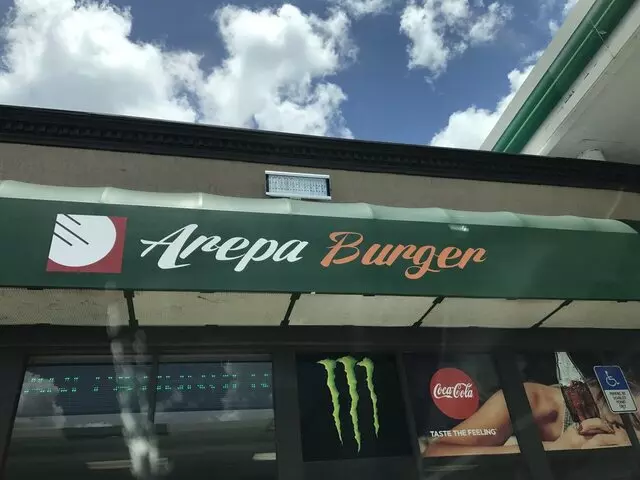 Arepa Burger
Coca-Cola
TASTE THE FEELING